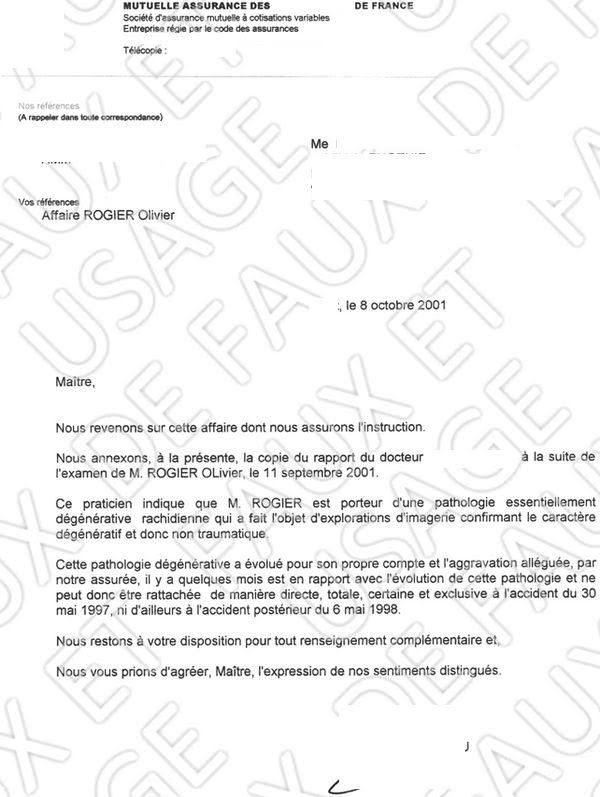 MUTUELLE ASSURANCE DES DE FRANCE
Société d'assurance mutuelle à cotisations variables
Entreprise régie par le code des assurances
Télécopie :
Nos références
(A rappeler dans toute correspondance)
Me
Vos références
Affaire ROGIER Olivier
, le 8 octobre 2001
Maître,
Nous revenons sur cette affaire dont nous assurons l'instruction.
Nous annexons, à la présente, la copie du rapport du docteur à la suite de
l'examen de M. ROGIER OLivier, le 11 septembre 2001.
Ce praticien indique que M. ROGIER est porteur d'une pathologie essentiellement
dégénérative rachidienne qui a fait l'objet d'explorations d'imagerie confirmant le caractère
dégénératif et donc non traumatique.
Cette pathologie dégénérative a évolué pour son propre compte et l'aggravation alléguée, par
notre assurée, il y a quelques mois est en rapport avec l'évolution de cette pathologie et ne
peut donc être rattachée de manière directe, totale, certaine et exclusive à l'accident du 30
mai 1997, ni d'ailleurs à l'accident postérieur du 6 mai 1998.
Nous restons à votre disposition pour tout renseignement complémentaire et,
Nous vous prions d'agréer, Maître, l'expression de nos sentiments distingués.
FAUX ET USAGE DE FAUX ET USAGE DE FAUX